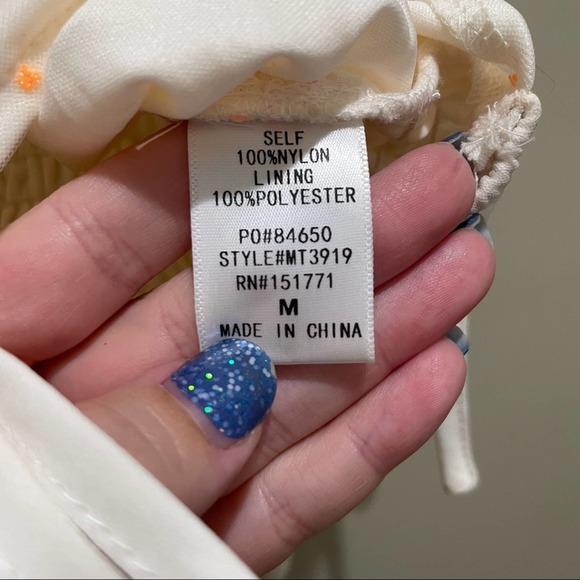 SELF
100%NYLON
LINING
100%POLYESTER
PO#84650
STYLE#MT3919
RN#151771
M
MADE IN CHINA